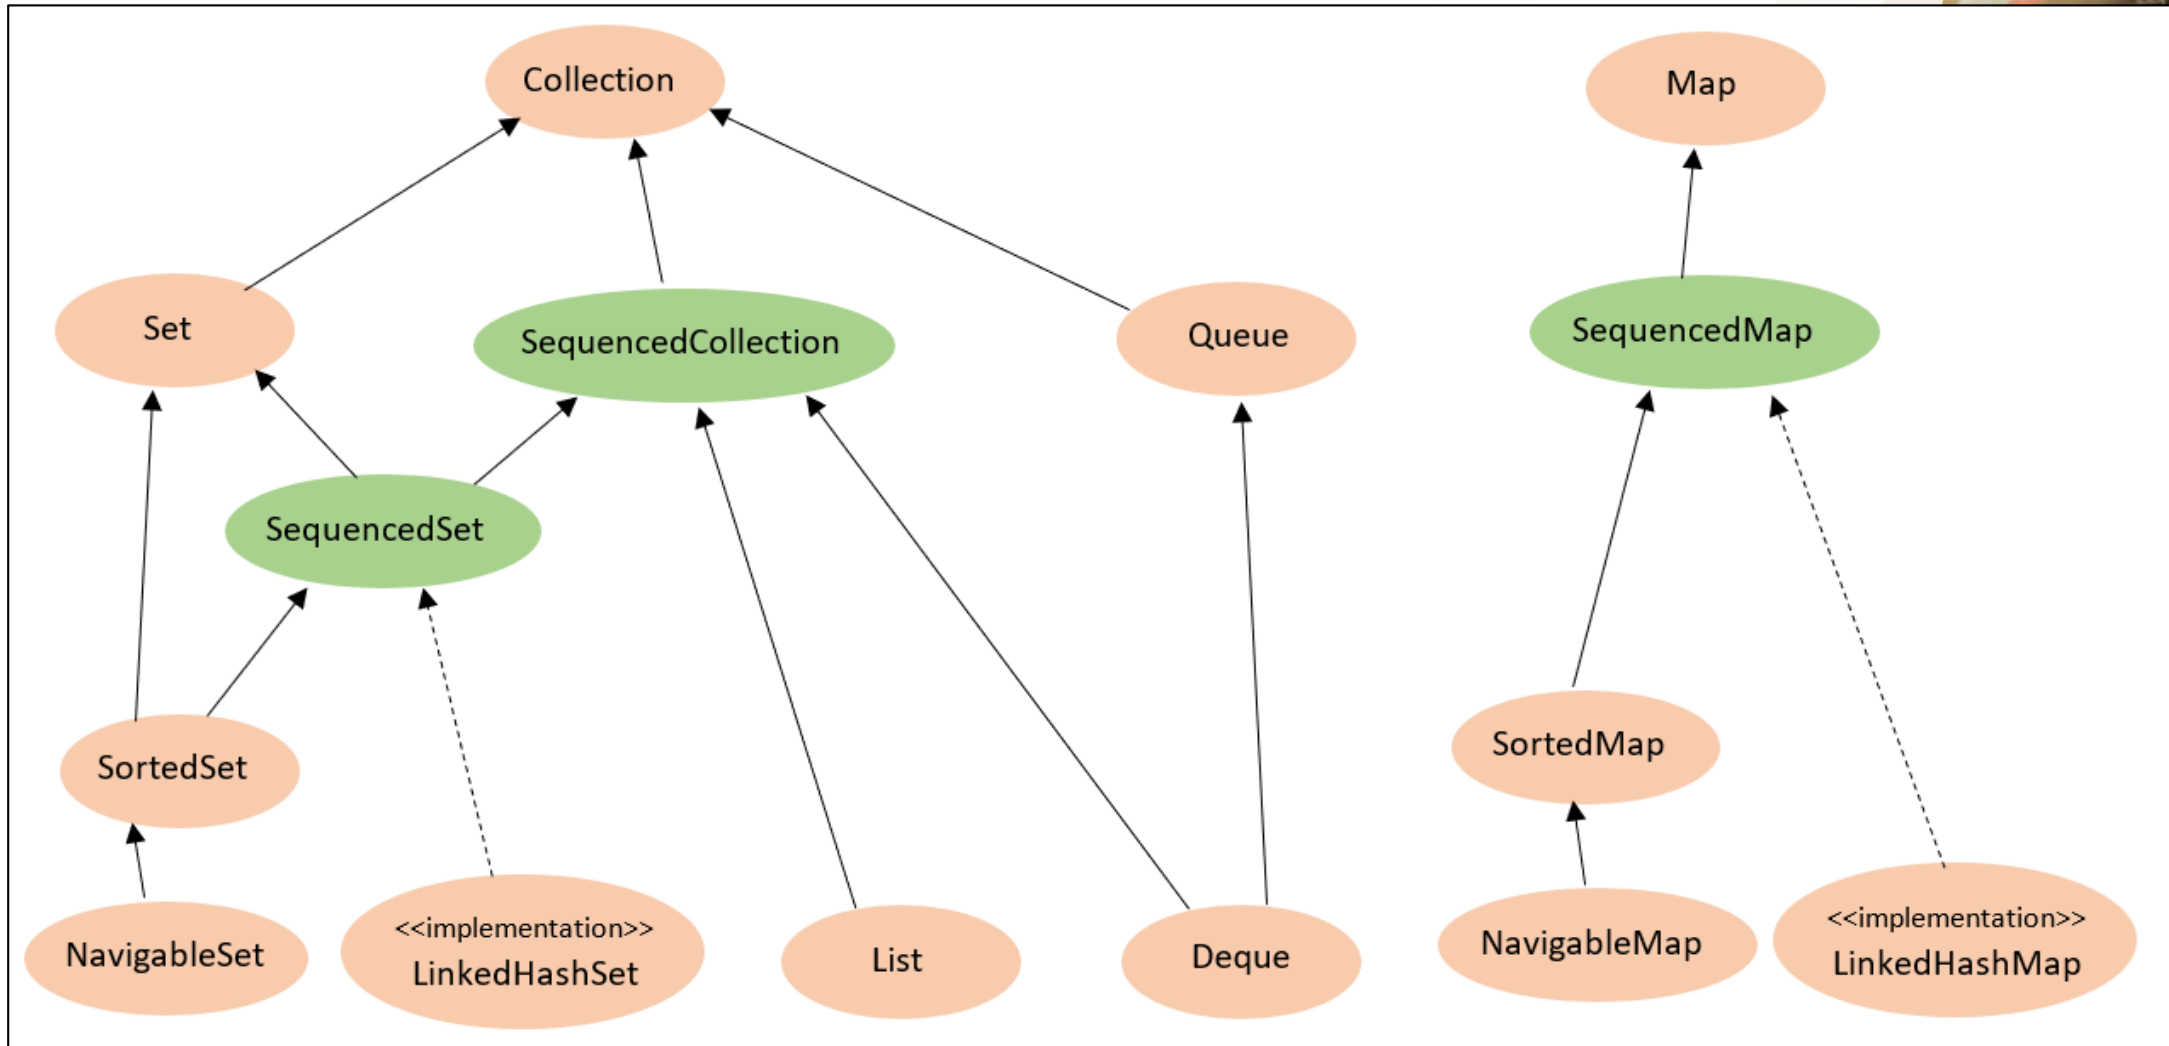 Collection
Map
Set
SequencedCollection
Queue
SequencedMap
SequencedSet
SortedSet
SortedMap
NavigableSet
<<implementation>>
LinkedHashSet
List
Deque
NavigableMap
<<implementation>>
LinkedHashMap